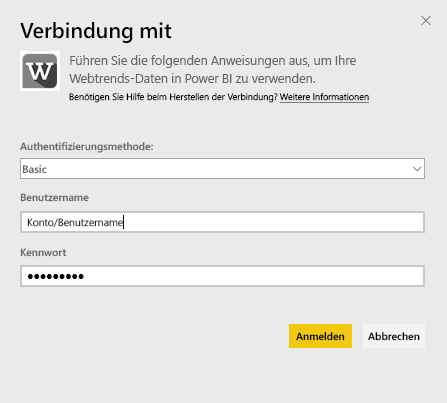 Verbindung mit
W
Führen Sie die folgenden Anweisungen aus, um Ihre
Webtrends-Daten in Power BI zu verwenden.
Benötigen Sie Hilfe beim Herstellen der Verbindung? Weitere Informationen
Authentifizierungsmethode:
Basic
Benutzername
Konto/Benutzername
Kennwort
●●●●●●●●●
Anmelden Abbrechen